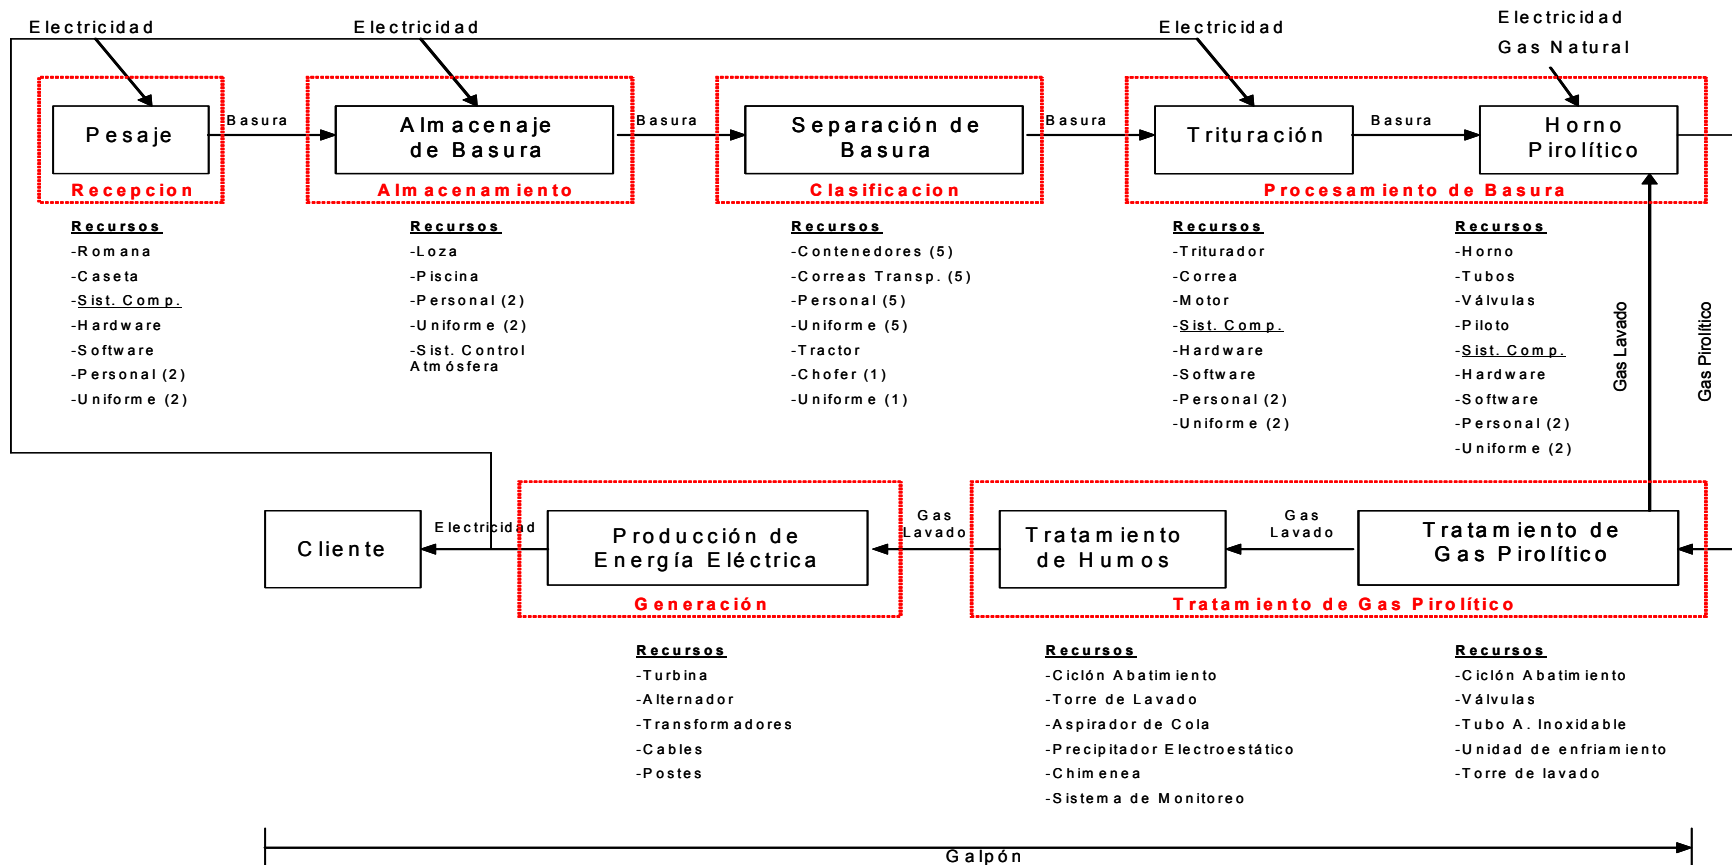 Electricidad
Electricidad
Electricidad
Electricidad
Gas Natural
Pesaje
Basura
Almacenaje
de Basura
Basura
Separación de
Basura
Basura
Trituración
Basura
Horno
Pirolítico
Recepcion
Almacenamiento
Clasificacion
Procesamiento de Basura
Recursos
-Romana
-Caseta
-Sist. Comp.
-Hardware
-Software
-Personal (2)
-Uniforme (2)
Recursos
-Loza
-Piscina
-Personal (2)
-Uniforme (2)
-Sist. Control
Atmósfera
Recursos
-Contenedores (5)
-Correas Transp. (5)
-Personal (5)
-Uniforme (5)
-Tractor
-Chofer (1)
-Uniforme (1)
Recursos
-Triturador
-Correa
-Motor
-Sist. Comp.
-Hardware
-Software
-Personal (2)
-Uniforme (2)
Recursos
-Horno
-Tubos
-Válvulas
-Piloto
-Sist. Comp.
-Hardware
-Software
-Personal (2)
-Uniforme (2)
Gas Lavado
Gas Pirolítico
Cliente
Electricidad
Producción de
Energía Eléctrica
Gas
Lavado
Tratamiento
de Humos
Gas
Lavado
Tratamiento de
Gas Pirolítico
Generación
Tratamiento de Gas Pirolítico
Recursos
-Turbina
-Alternador
-Transformadores
-Cables
-Postes
Recursos
-Ciclón Abatimiento
-Torre de Lavado
-Aspirador de Cola
-Precipitador Electroestático
-Chimenea
-Sistema de Monitoreo
Recursos
-Ciclón Abatimiento
-Válvulas
-Tubo A. Inoxidable
-Unidad de enfriamiento
-Torre de lavado
Galpón